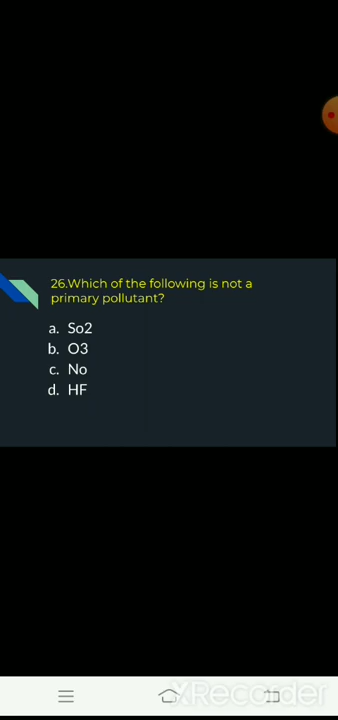 26.Which of the following is not a
primary pollutant?
a. So2
b. O3
c. No
d. HF
XRecorder